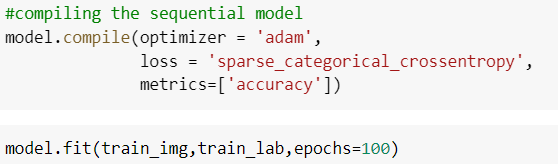 #compiling the sequential model
model.compile(optimizer = 'adam',
              loss = 'sparse_categorical_crossentropy',
              metrics=['accuracy'])
model.fit(train_img,train_lab,epochs=100)